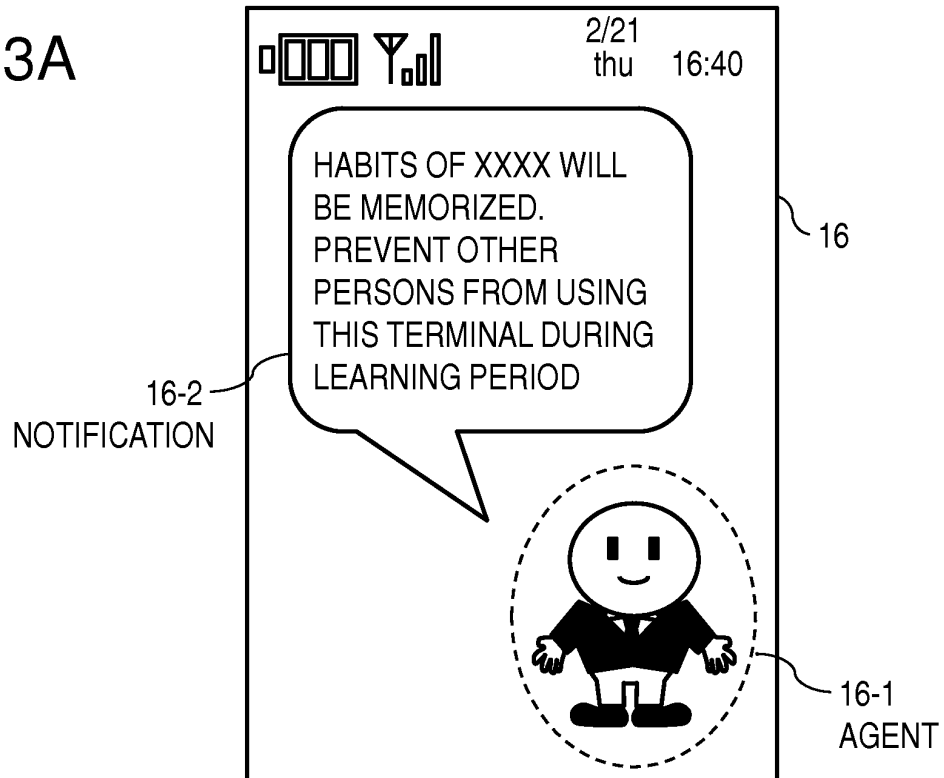 3A
2/21
thu 16:40
HABITS OF XXXX WILL
BE MEMORIZED.
PREVENT OTHER
PERSONS FROM USING
THIS TERMINAL DURING
LEARNING PERIOD
16
16-2
NOTIFICATION
16-1
AGENT